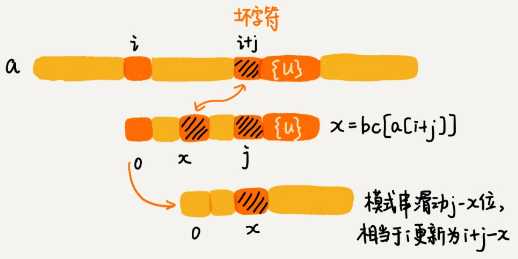 坏字符
i i+j
a {u}
{u} x=bc[a[i+j]]
0 x j
模式串滑动j-x位,
0 x 相当于i更新为i+j-x